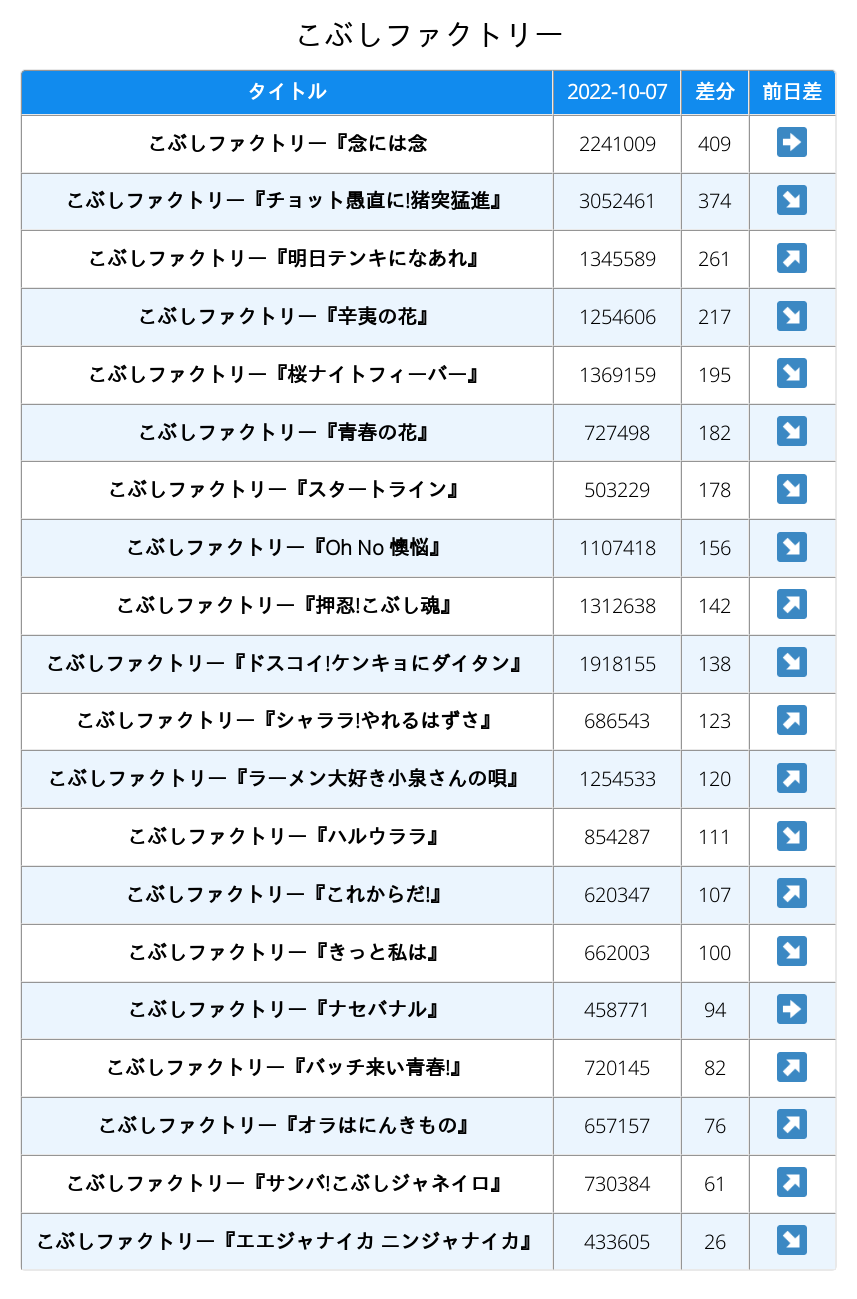 こぶしファクトリー
タイトル 2022-10-07 差分 前日差
こぶしファクトリー『念には念 2241009 409 ➡
こぶしファクトリー『チョット愚直に!猪突猛進』 3052461 374 ↘
こぶしファクトリー『明日テンキになあれ』 1345589 261 ↗
こぶしファクトリー『辛夷の花』 1254606 217 ↘
こぶしファクトリー『桜ナイトフィーバー』 1369159 195 ↘
こぶしファクトリー『青春の花』 727498 182 ↘
こぶしファクトリー『スタートライン』 503229 178 ↘
こぶしファクトリー『Oh No 懊悩』 1107418 156 ↘
こぶしファクトリー『押忍!こぶし魂』 1312638 142 ↗
こぶしファクトリー『ドスコイ!ケンキョにダイタン』 1918155 138 ↘
こぶしファクトリー『シャララ!やれるはずさ』 686543 123 ↗
こぶしファクトリー『ラーメン大好き小泉さんの唄』 1254533 120 ↗
こぶしファクトリー『ハルウララ』 854287 111 ↘
こぶしファクトリー『これからだ!』 620347 107 ↗
こぶしファクトリー『きっと私は』 662003 100 ↘
こぶしファクトリー『ナセバナル』 458771 94 ➡
こぶしファクトリー『バッチ来い青春!』 720145 82 ↗
こぶしファクトリー『オラはにんきもの』 657157 76 ↗
こぶしファクトリー『サンバ!こぶしジャネイロ』 730384 61 ↗
こぶしファクトリー『エエジャナイカ ニンジャナイカ』 433605 26 ↘